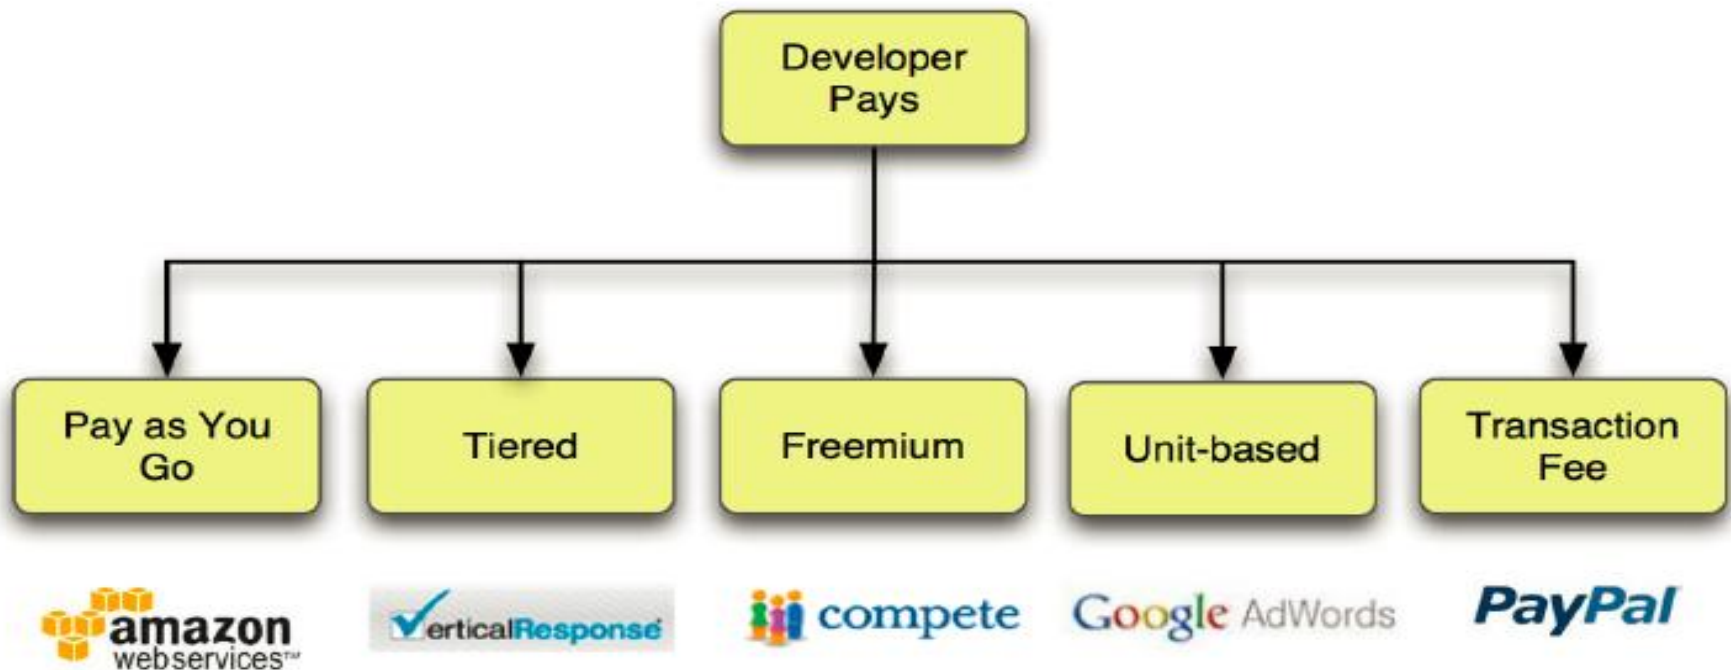 Developer
Pays
Pay as You
Go
Tiered
Freemium
Unit-based
Transaction
Fee
amazon
webservices™
VerticalResponse
compete
Google AdWords
PayPal